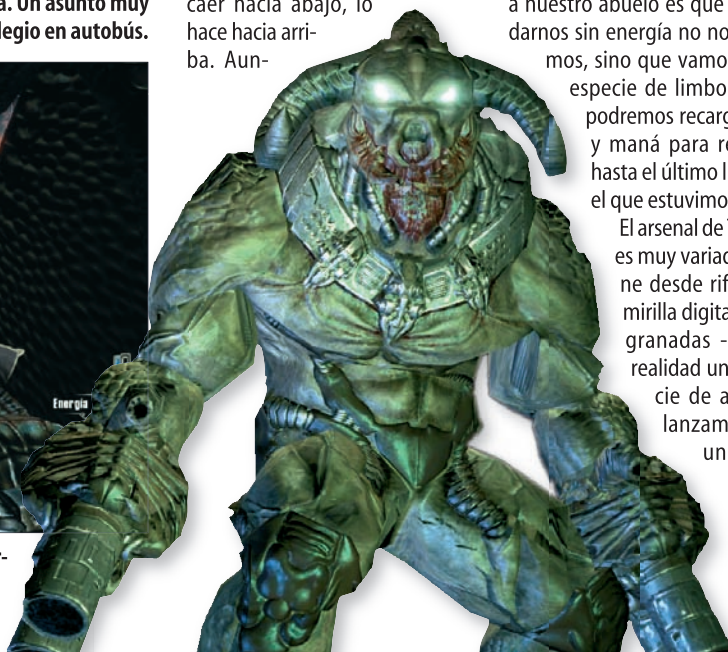 a. Un asunto muy
legio en autobús.
Energía
caer hacia abajo, lo
hace hacia arri-
ba. Aun-
a nuestro abuelo es que
darnos sin energía no no
mos, sino que vamo
especie de limbo
podremos recarg
y maná para re
hasta el último l
el que estuvimo
El arsenal de
es muy variad
ne desde rif
mirilla digita
granadas -
realidad un
cie de a
lanzam
un